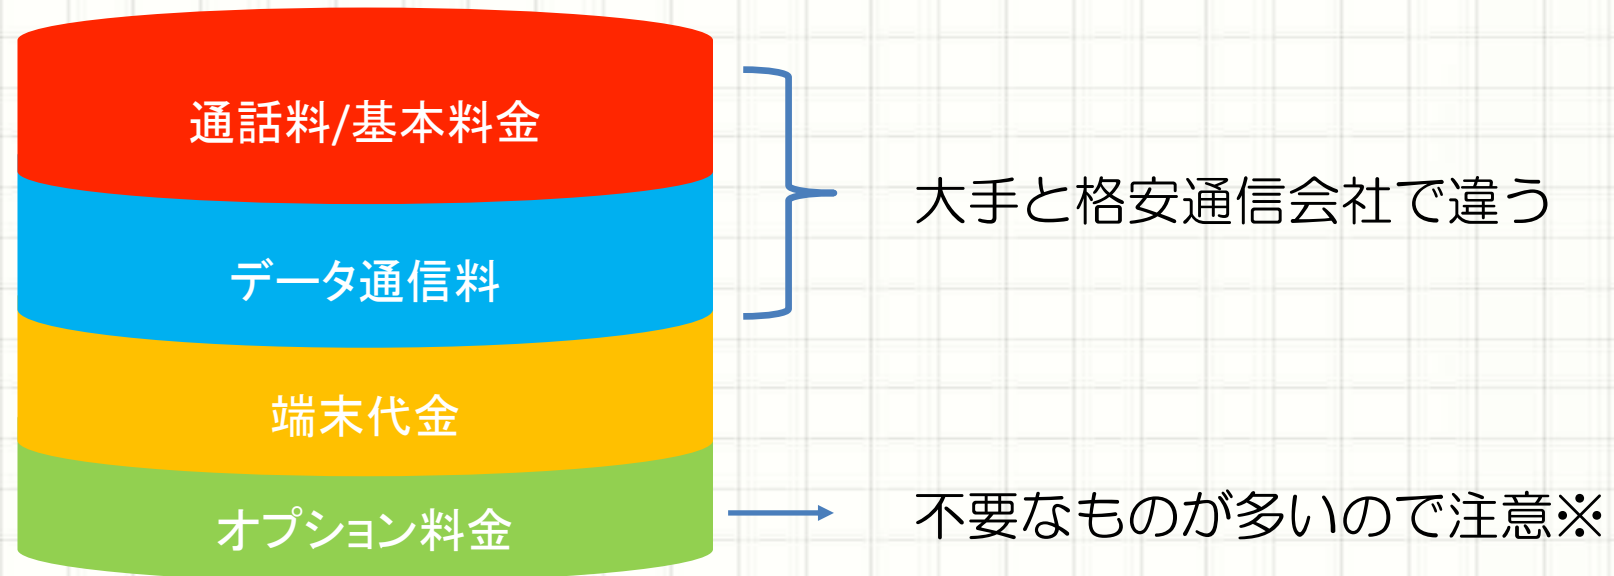 通話料/基本料金
大手と格安通信会社で違う
データ通信料
端末代金
オプション料金
不要なものが多いので注意※